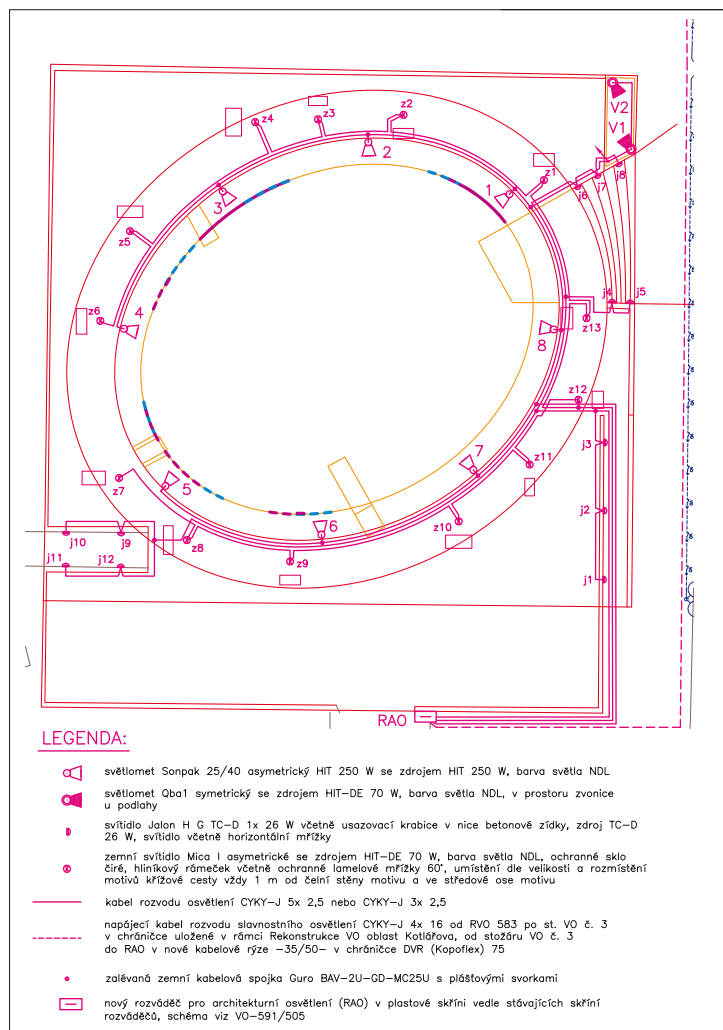 z2
z3
z4
V2
V1
2
z1
j8
j7
j6
1
3
z5
z6
4
j4
j5
z13
8
z12
j3
7
z11
j2
5
z7
6
z10
z8
z9
j10
j9
j11
j12
j1
RAO
LEGENDA:
světlomet Sonpak 25/40 asymetrický HIT 250 W se zdrojem HIT 250 W, barva světla NDL
světlomet Qba1 symetrický se zdrojem HIT-DE 70 W, barva světla NDL, v prostoru zvonice
u podlahy
svítidlo Jalon H G TC-D 1x 26 W včetně usazovací krabice v nice betonové zídky, zdroj TC-D
26 W, svítidlo včetně horizontální mřížky
zemní svítidlo Mica I asymetrické se zdrojem HIT-DE 70 W, barva světla NDL, ochranné sklo
čiré, hliníkový rámeček včetně ochranné lamelové mřížky 60°, umístění dle velikosti a rozmístění
motivů křížové cesty vždy 1 m od čelní stěny motivu a ve středové ose motivu
kabel rozvodu osvětlení CYKY-J 5x 2,5 nebo CYKY-J 3x 2,5
napájecí kabel rozvodu slavnostního osvětlení CYKY-J 4x 16 od RVO 583 po st. VO č. 3
v chráničce uložené v rámci Rekonstrukce VO oblast Kotlářova, od stožáru VO č. 3
do RAO v nové kabelové rýze -35/50- v chráničce DVR (Kopoflex) 75
zalévaná zemní kabelová spojka Guro BAV-2U-GD-MC25U s plášťovými svorkami
nový rozváděč pro architekturní osvětlení (RAO) v plastové skříni vedle stávajících skříní
rozváděčů, schéma viz VO-591/505